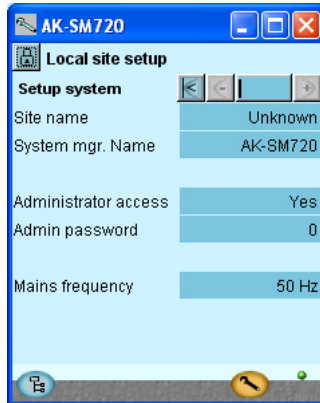 AK-SM720
Local site setup
Setup system
Site name Unknown
System mgr. Name AK-SM720
Administrator access Yes
Admin password 0
Mains frequency 50 Hz